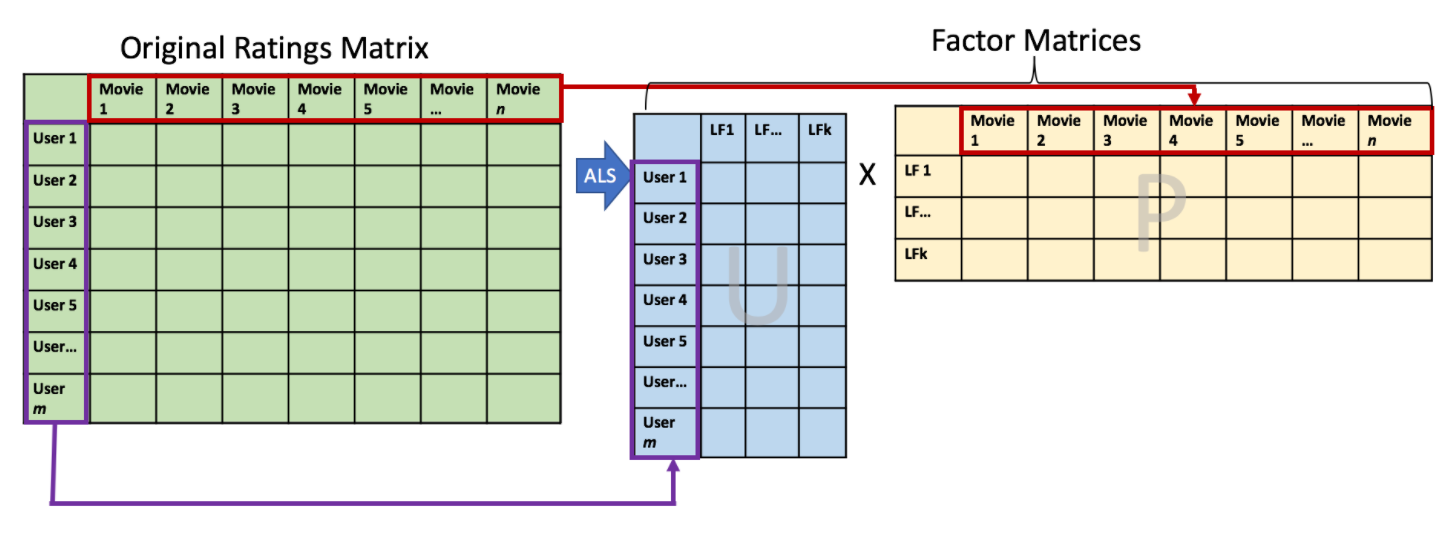 Original Ratings Matrix
Factor Matrices
Movie Movie Movie Movie Movie Movie Movie
1 2 3 4 5 ... n
User 1
User 2
User 3
User 4
User 5
User...
User
m
ALS
LF1 LF... LFk
User 1
User 2
User 3
User 4
User 5
User...
User
m
U
X
Movie Movie Movie Movie Movie Movie Movie
1 2 3 4 5 ... n
LF 1
LF...
LFk
P